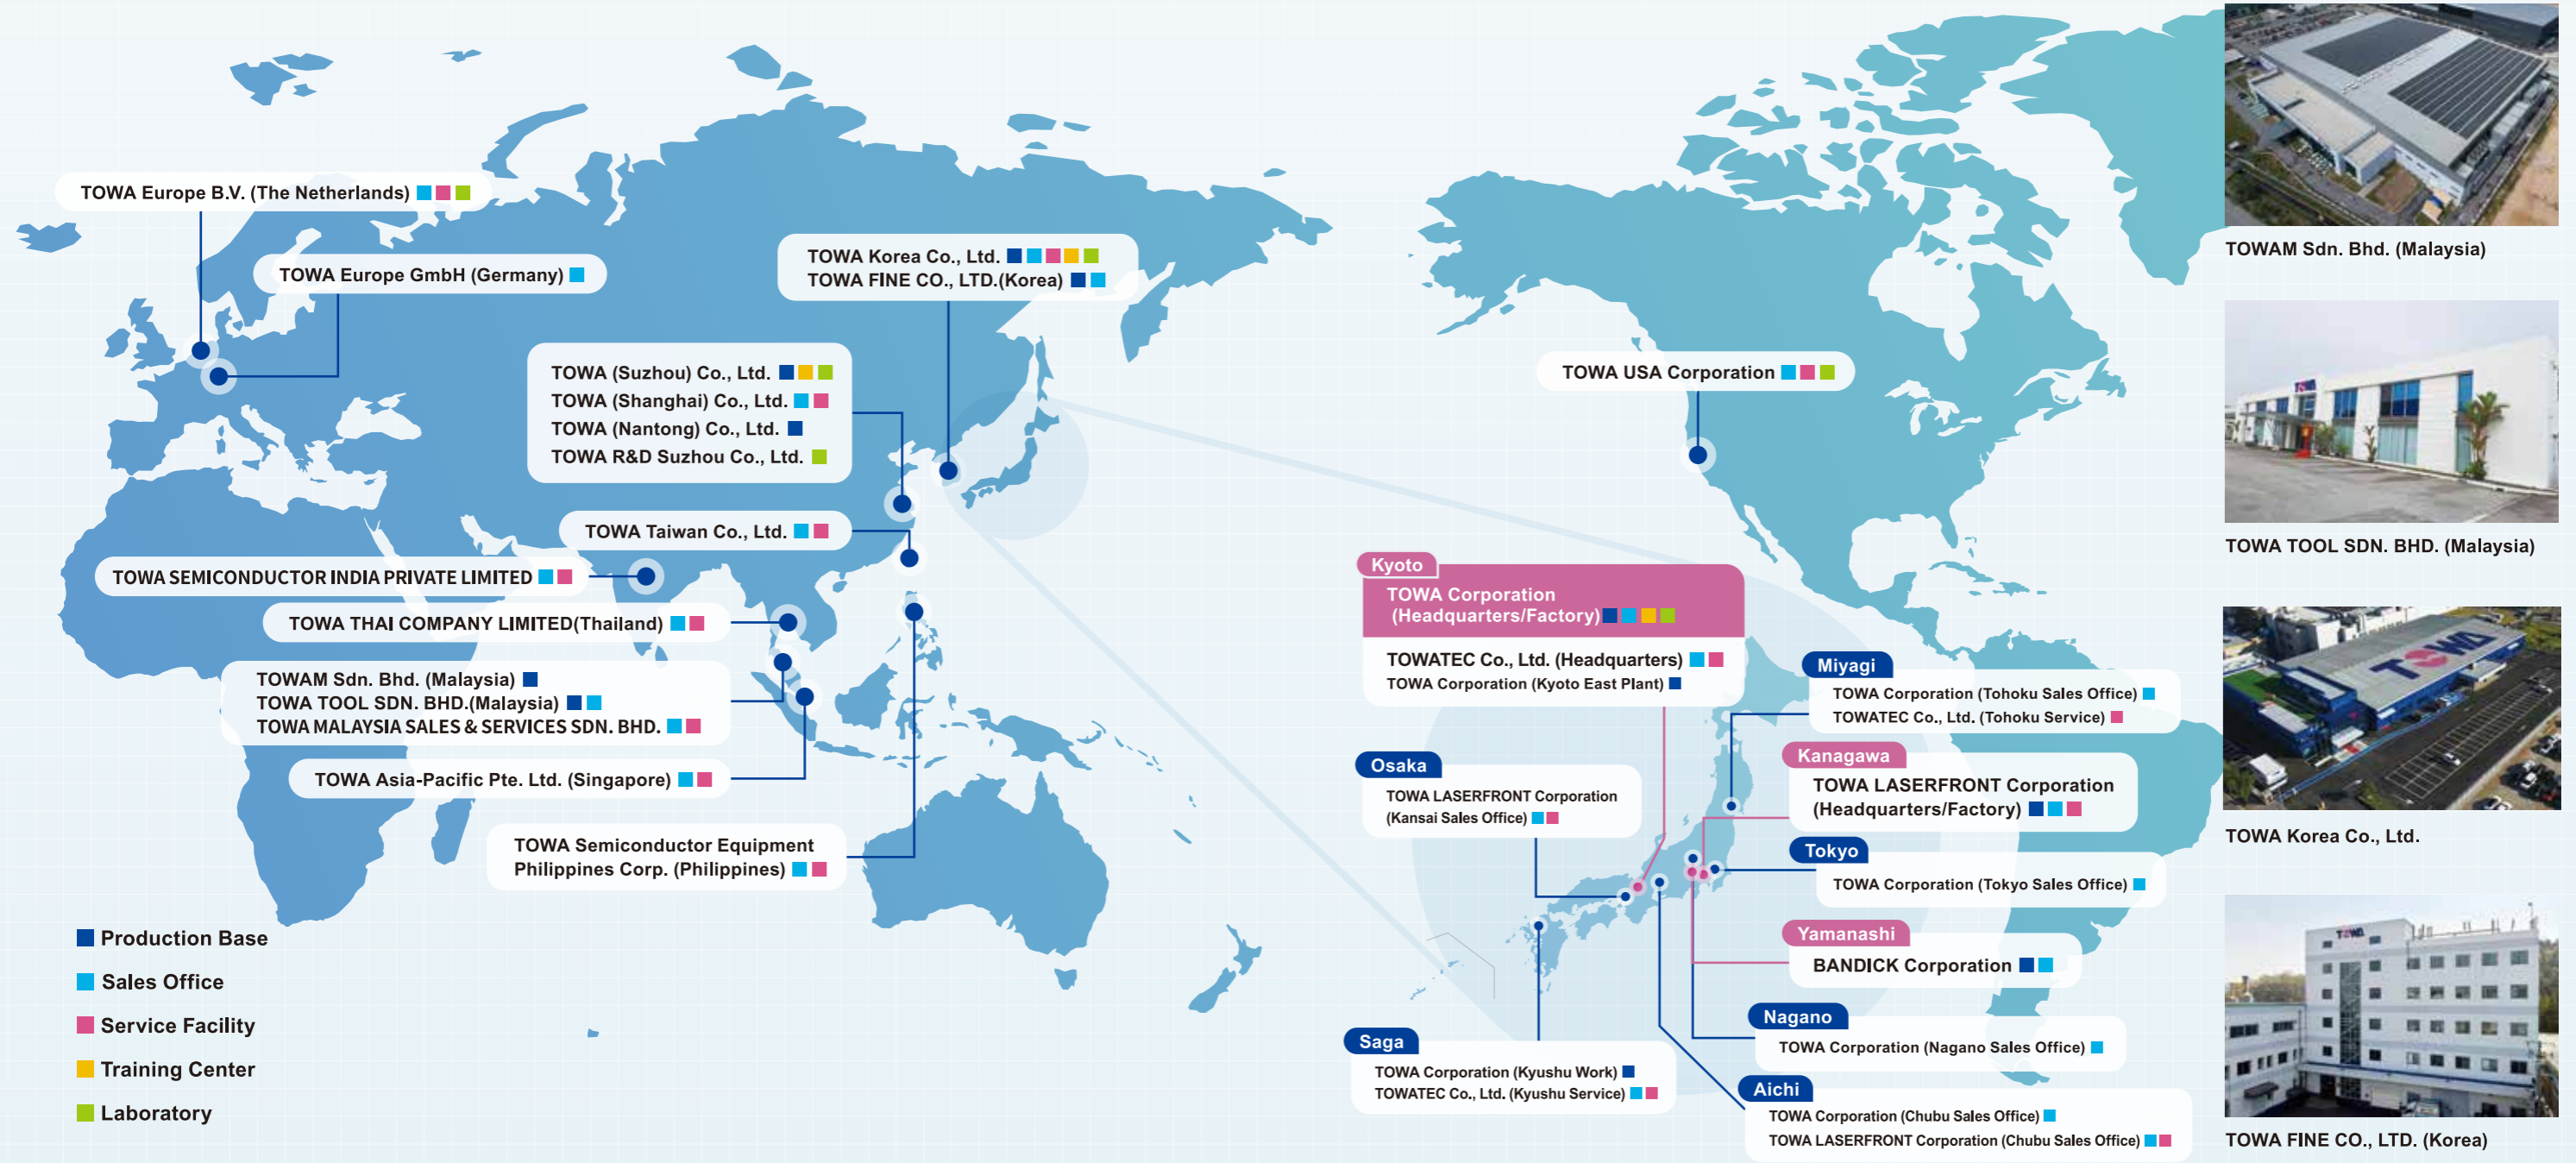 TOWA Europe B.V. (The Netherlands)
TOWA Europe GmbH (Germany)
TOWA Korea Co., Ltd.
TOWA FINE CO., LTD.(Korea)
TOWA (Suzhou) Co., Ltd.
TOWA (Shanghai) Co., Ltd.
TOWA (Nantong) Co., Ltd.
TOWA R&D Suzhou Co., Ltd.
TOWA Taiwan Co., Ltd.
TOWA SEMICONDUCTOR INDIA PRIVATE LIMITED
TOWA THAI COMPANY LIMITED(Thailand)
TOWAM Sdn. Bhd. (Malaysia)
TOWA TOOL SDN. BHD.(Malaysia)
TOWA MALAYSIA SALES & SERVICES SDN. BHD.
TOWA Asia-Pacific Pte. Ltd. (Singapore)
TOWA Semiconductor Equipment
Philippines Corp. (Philippines)
Production Base
Sales Office
Service Facility
Training Center
Laboratory
TOWA USA Corporation
Kyoto
TOWA Corporation
(Headquarters/Factory)
TOWATEC Co., Ltd. (Headquarters)
TOWA Corporation (Kyoto East Plant)
Osaka
TOWA LASERFRONT Corporation
(Kansai Sales Office)
Saga
TOWA Corporation (Kyushu Work)
TOWATEC Co., Ltd. (Kyushu Service)
Miyagi
TOWA Corporation (Tohoku Sales Office)
TOWATEC Co., Ltd. (Tohoku Service)
Kanagawa
TOWA LASERFRONT Corporation
(Headquarters/Factory)
Tokyo
TOWA Corporation (Tokyo Sales Office)
Yamanashi
BANDICK Corporation
Nagano
TOWA Corporation (Nagano Sales Office)
Aichi
TOWA Corporation (Chubu Sales Office)
TOWA LASERFRONT Corporation (Chubu Sales Office)
TOWAM Sdn. Bhd. (Malaysia)
TOWA
TOWA TOOL SDN. BHD. (Malaysia)
TOWA
TOWA Korea Co., Ltd.
TOWA
TOWA FINE CO., LTD. (Korea)